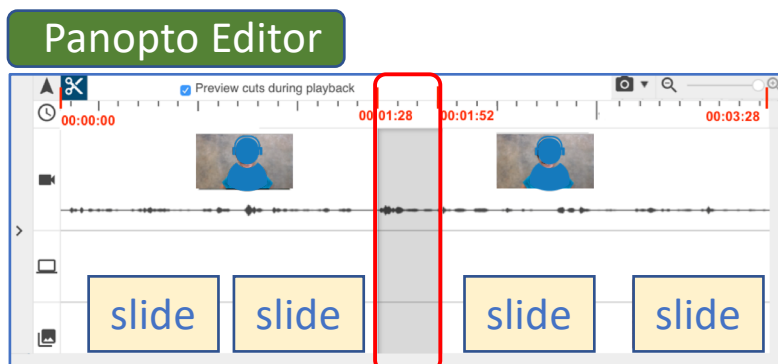 Panopto Editor
Preview cuts during playback
00:00:00 00:01:28 00:01:52 00:03:28
slide slide slide slide